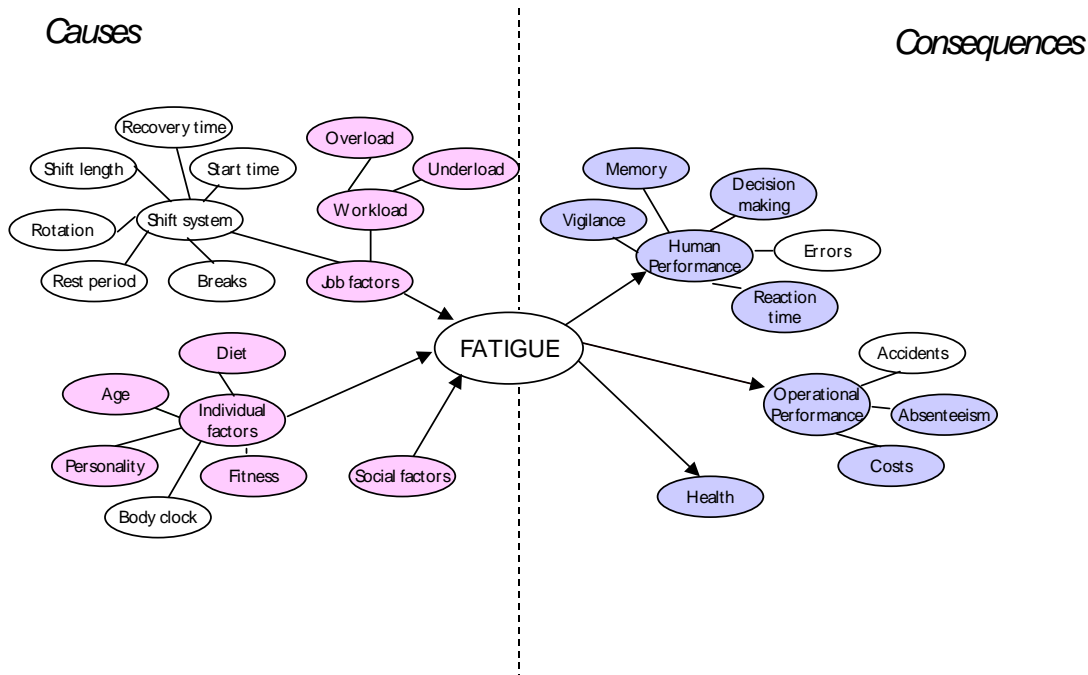 Causes
Consequences
Recovery time
Overload
Shift length
Start time
Underload
Workload
Rotation
Shift system
Rest period
Breaks
Job factors
Memory
Decision
making
Vigilance
Human
Performance
Errors
Reaction
time
FATIGUE
Diet
Age
Individual
factors
Personality
Fitness
Body clock
Social factors
Accidents
Operational
Performance
Absenteeism
Costs
Health